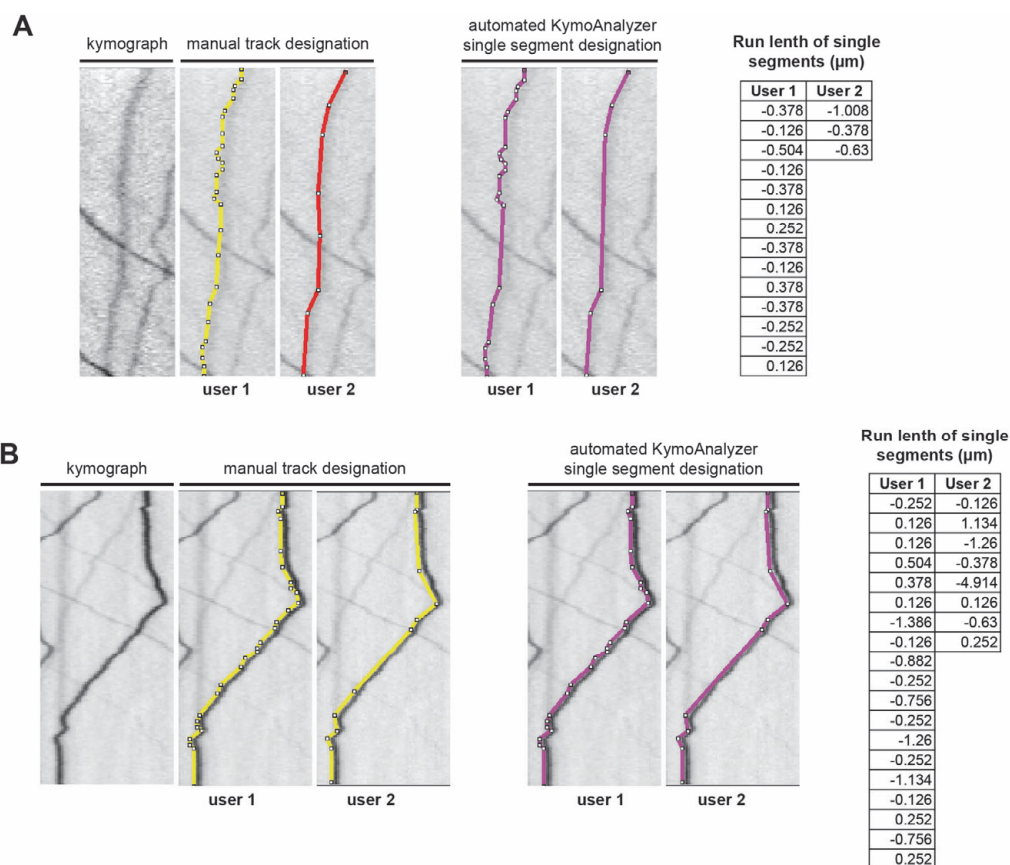 A
kymograph
manual track designation
automated KymoAnalyzer
single segment designation
Run lenth of single
segments (µm)
User 1 User 2
-0.378 -1.008
-0.126 -0.378
-0.504 -0.63
-0.126
-0.378
0.126
0.252
-0.378
-0.126
0.378
-0.378
-0.252
-0.252
0.126
user 1
user 2
user 1
user 2
B
kymograph
manual track designation
automated KymoAnalyzer
single segment designation
Run lenth of single
segments (µm)
User 1 User 2
-0.252 -0.126
0.126 1.134
0.126 -1.26
0.504 -0.378
0.378 -4.914
0.126 0.126
-1.386 -0.63
-0.126 0.252
-0.882
-0.252
-0.756
-0.252
-1.26
-0.252
-1.134
-0.126
0.252
-0.756
0.252
user 1
user 2
user 1
user 2